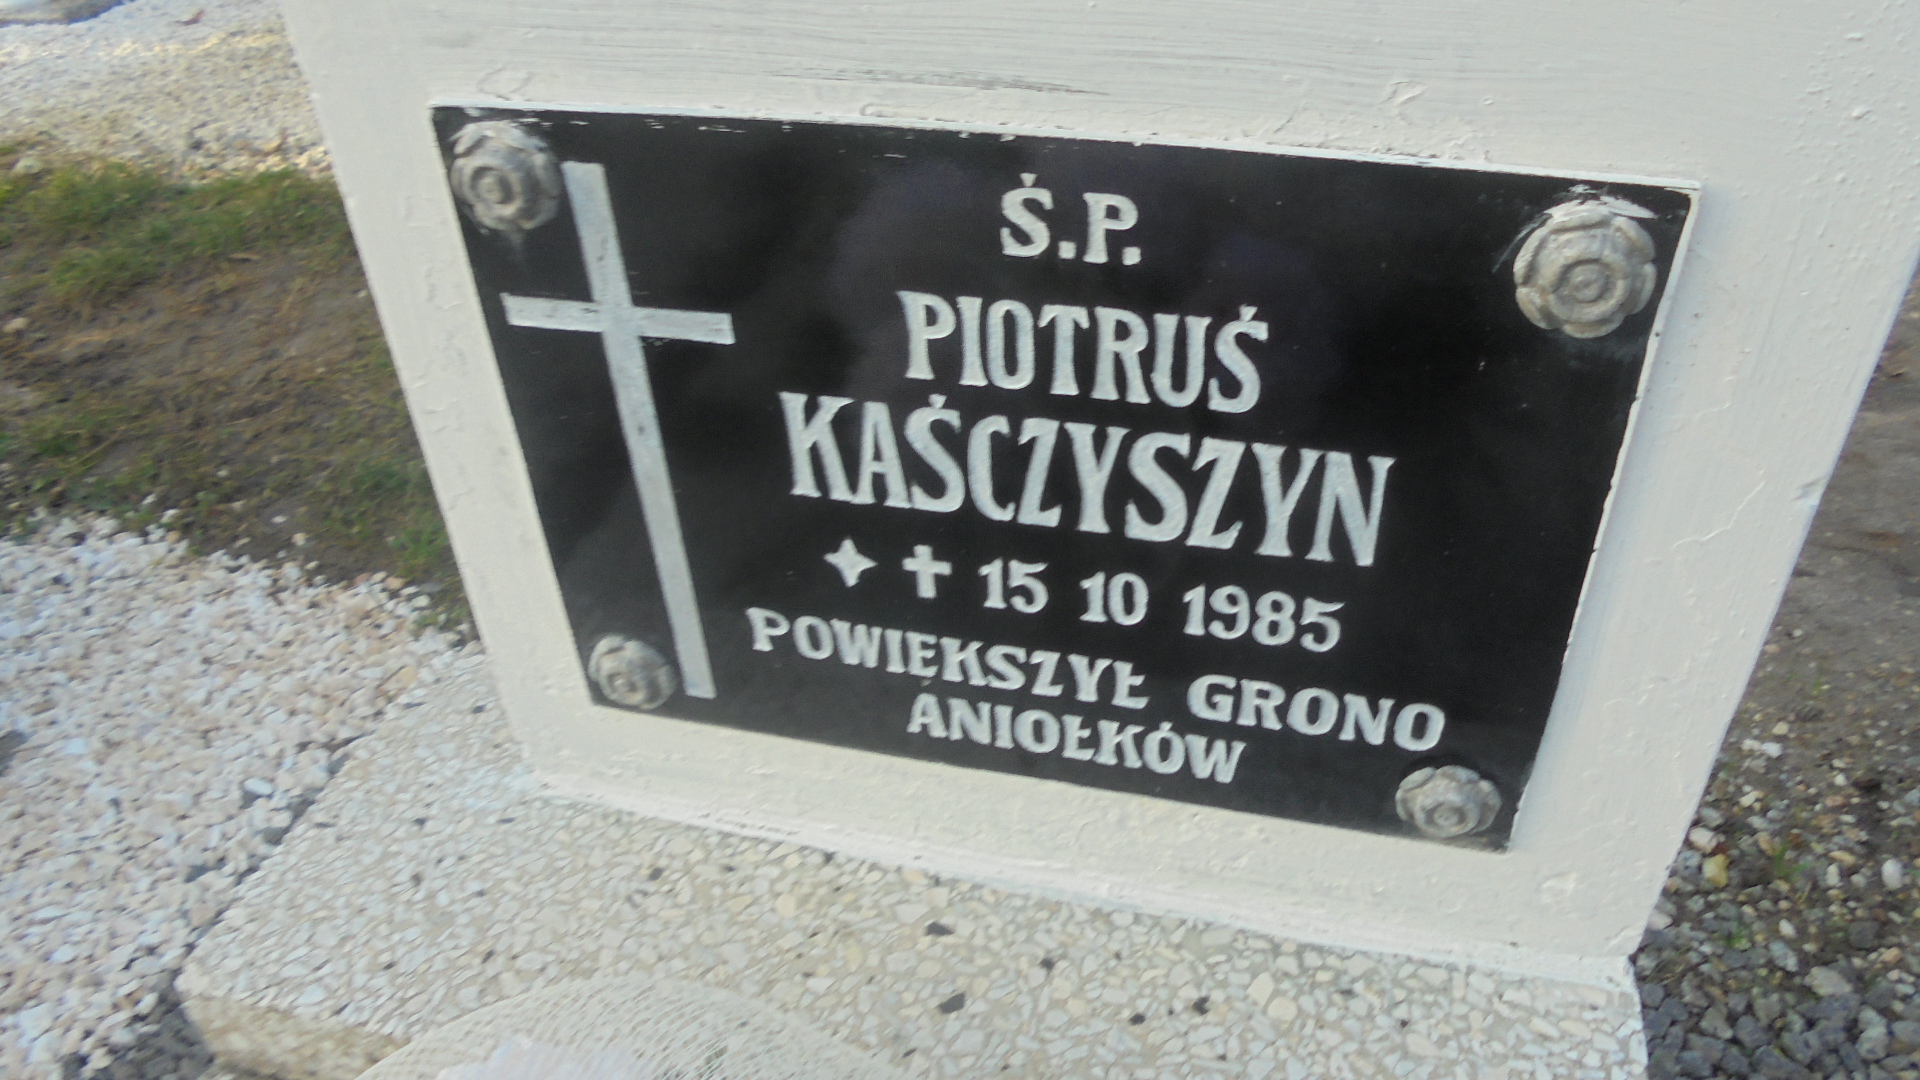 Ś.P.
PIOTRUŚ
KAŚCZYSZYN
15 10 1985
POWIĘKSZYŁ GRONO
ANIOŁKÓW